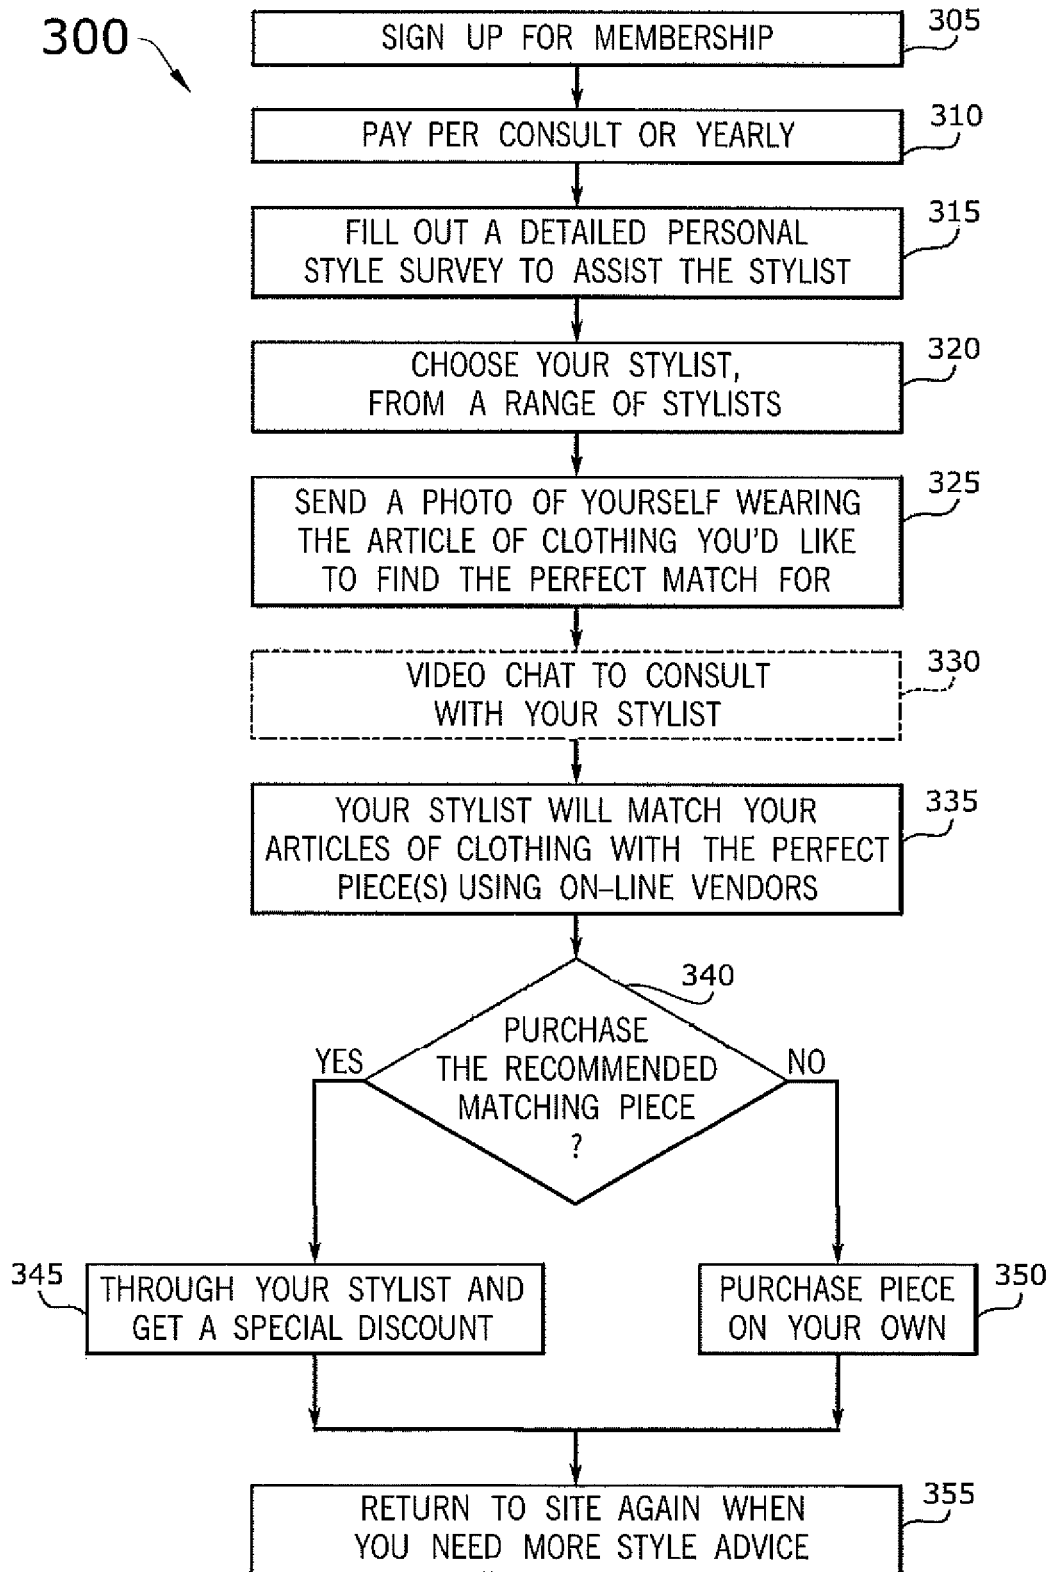 300
SIGN UP FOR MEMBERSHIP
305
PAY PER CONSULT OR YEARLY
310
FILL OUT A DETAILED PERSONAL
STYLE SURVEY TO ASSIST THE STYLIST
315
CHOOSE YOUR STYLIST,
FROM A RANGE OF STYLISTS
320
SEND A PHOTO OF YOURSELF WEARING
THE ARTICLE OF CLOTHING YOU'D LIKE
TO FIND THE PERFECT MATCH FOR
325
VIDEO CHAT TO CONSULT
WITH YOUR STYLIST
330
YOUR STYLIST WILL MATCH YOUR
ARTICLES OF CLOTHING WITH THE PERFECT
PIECE(S) USING ON-LINE VENDORS
335
340
PURCHASE
THE RECOMMENDED
MATCHING PIECE
?
YES
NO
345
THROUGH YOUR STYLIST AND
GET A SPECIAL DISCOUNT
PURCHASE PIECE
ON YOUR OWN
350
RETURN TO SITE AGAIN WHEN
YOU NEED MORE STYLE ADVICE
355